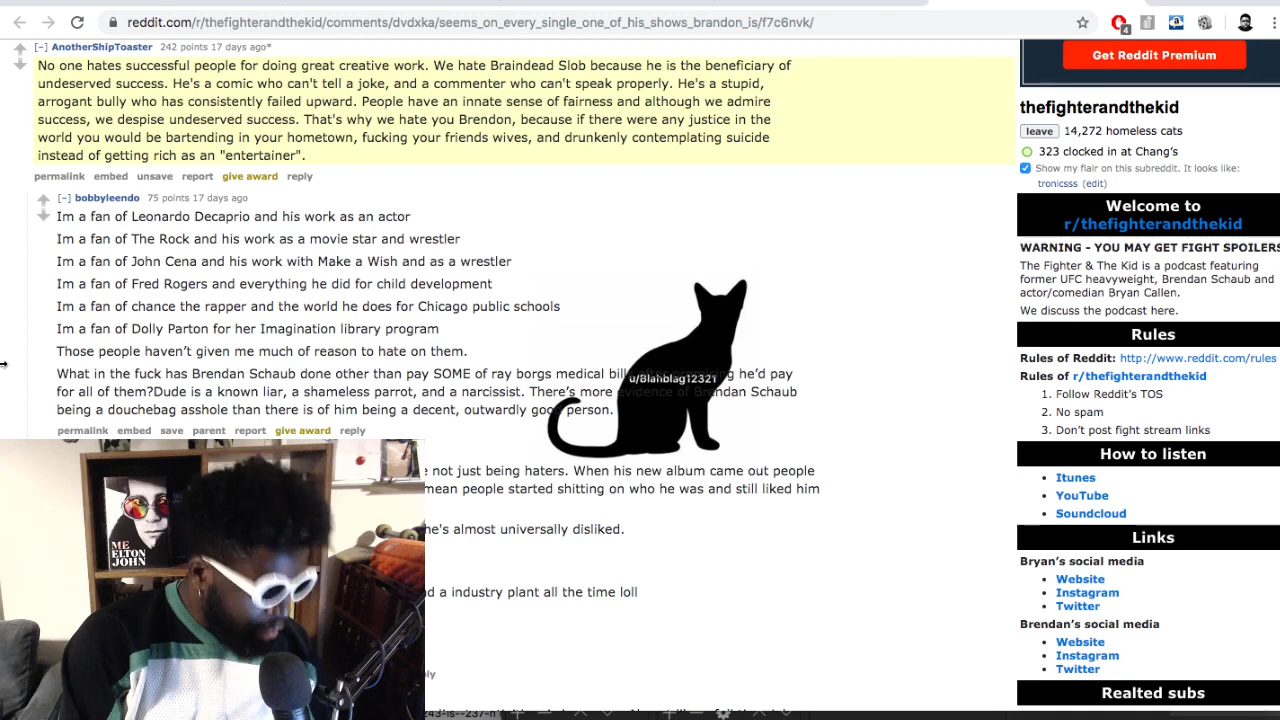 reddit.com/r/thefighterandthekid/comments/dvdxka/seems_on_every_single_one_of_his_shows_brandon_is/f7c6nvk/
4
[–] AnotherShipToaster 242 points 17 days ago*
No one hates successful people for doing great creative work. We hate Brindead Slob because he is the beneficiary of
undeserved success. He's a comic who can't tell a joke, and a commenter who can't speak properly. He's a stupid,
arrogant bully who has consistently failed upward. People have an innate sense of fairness and although we admire
success, we despise undeserved success. That's why we hate you Brendon, because if there were any justice in the
world you would be bartending in your hometown, fucking your friends wives, and drunkenly contemplating suicide
instead of getting rich as an "entertainer".
permalink embed unsave report give award reply
[–] bobbyleendo 75 points 17 days ago
Im a fan of Leonardo Decaprio and his work as an actor
Im a fan of The Rock and his work as a movie star and wrestler
Im a fan of John Cena and his work with Make a Wish and as a wrestler
Im a fan of Fred Rogers and everything he did for child development
Im a fan of chance the rapper and the world he does for Chicago public schools
Im a fan of Dolly Parton for her Imagination library program
Those people haven't given me much of reason to hate on them.
What in the fuck has Brendan Schaub done other than pay SOME of ray borgs medical bill he'd pay
for all of them?Dude is a known liar, a shameless parrot, and a narcissist. There's more evidence of Brendan Schaub
being a douchebag asshole than there is of him being a decent, outwardly good person.
permalink embed save parent report give award reply
u/Blahblag12321
not just being haters. When his new album came out people
mean people started shitting on who he was and still liked him
he's almost universally disliked.
a industry plant all the time loll
ME
ELTON
JOHN
Get Reddit Premium
thefighterandthekid
leave 14,272 homeless cats
323 clocked in at Chang's
Show my flair on this subreddit. It looks like:
tronicsss (edit)
Welcome to
r/thefighterandthekid
WARNING - YOU MAY GET FIGHT SPOILERS
The Fighter & The Kid is a podcast featuring
former UFC heavyweight, Brendan Schaub and
actor/comedian Bryan Callen.
We discuss the podcast here.
Rules
Rules of Reddit: http://www.reddit.com/rules
Rules of r/thefighterandthekid
1. Follow Reddit's TOS
2. No spam
3. Don't post fight stream links
How to listen
Itunes
YouTube
Soundcloud
Links
Bryan's social media
Website
Instagram
Twitter
Brendan's social media
Website
Instagram
Twitter
Realted subs